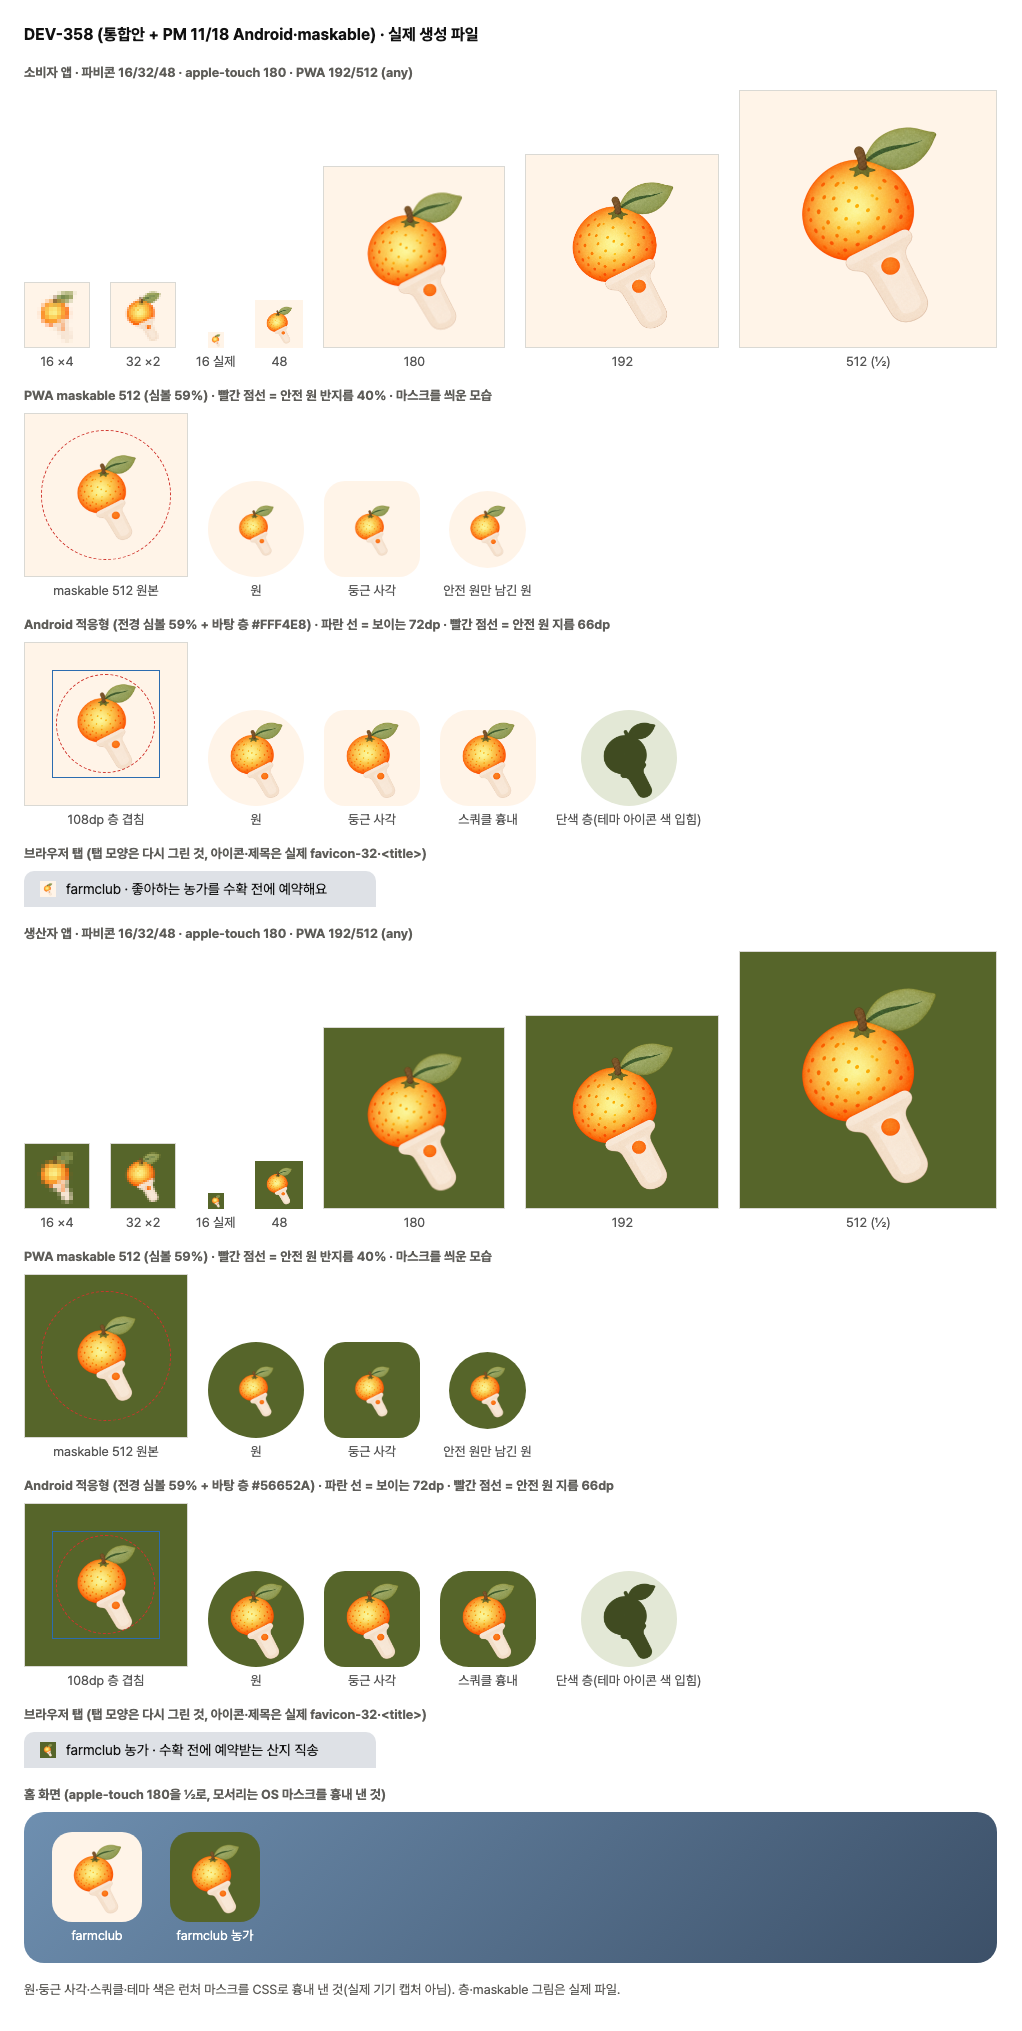 DEV-358 (통합안 + PM 11/18 Android·maskable) · 실제 생성 파일
소비자 앱 · 파비콘 16/32/48 · apple-touch 180 · PWA 192/512 (any)
16 ×4
32 ×2
16 실제
48
180
192
512 (½)
PWA maskable 512 (심볼 59%) · 빨간 점선 = 안전 원 반지름 40% · 마스크를 씌운 모습
maskable 512 원본
원
둥근 사각
안전 원만 남긴 원
Android 적응형 (전경 심볼 59% + 바탕 층 #FFF4E8) · 파란 선 = 보이는 72dp · 빨간 점선 = 안전 원 지름 66dp
108dp 층 겹침
원
둥근 사각
스쿼클 흉내
단색 층(테마 아이콘 색 입힘)
브라우저 탭 (탭 모양은 다시 그린 것, 아이콘·제목은 실제 favicon-32·<title>)
farmclub · 좋아하는 농가를 수확 전에 예약해요
생산자 앱 · 파비콘 16/32/48 · apple-touch 180 · PWA 192/512 (any)
16 ×4
32 ×2
16 실제
48
180
192
512 (½)
PWA maskable 512 (심볼 59%) · 빨간 점선 = 안전 원 반지름 40% · 마스크를 씌운 모습
maskable 512 원본
원
둥근 사각
안전 원만 남긴 원
Android 적응형 (전경 심볼 59% + 바탕 층 #56652A) · 파란 선 = 보이는 72dp · 빨간 점선 = 안전 원 지름 66dp
108dp 층 겹침
원
둥근 사각
스쿼클 흉내
단색 층(테마 아이콘 색 입힘)
브라우저 탭 (탭 모양은 다시 그린 것, 아이콘·제목은 실제 favicon-32·<title>)
farmclub 농가 · 수확 전에 예약받는 산지 직송
홈 화면 (apple-touch 180을 ½로, 모서리는 OS 마스크를 흉내 낸 것)
farmclub
farmclub 농가
원·둥근 사각·스쿼클·테마 색은 런처 마스크를 CSS로 흉내 낸 것(실제 기기 캡처 아님). 층·maskable 그림은 실제 파일.